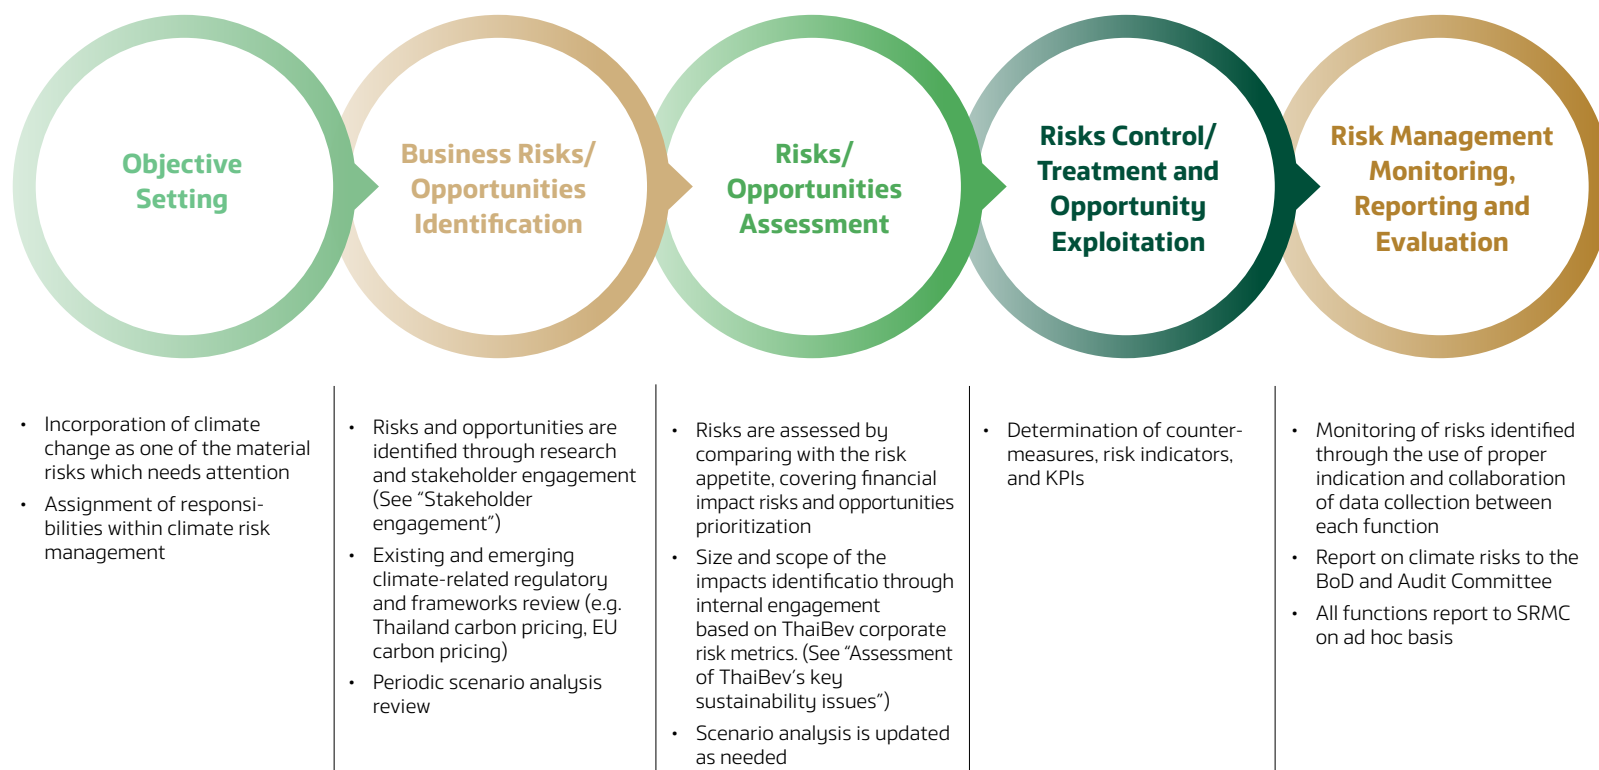 Objective
Setting
Business Risks/
Opportunities
Identification
Risks/
Opportunities
Assessment
Risks Control/
Treatment and
Opportunity
Exploitation
Risk Management
Monitoring,
Reporting and
Evaluation
• Incorporation of climate
change as one of the material
risks which needs attention
• Assignment of responsi-
bilities within climate risk
management
• Risks and opportunities are
identified through research
and stakeholder engagement
(See “Stakeholder
engagement”)
• Existing and emerging
climate-related regulatory
and frameworks review (e.g.
Thailand carbon pricing, EU
carbon pricing)
• Periodic scenario analysis
review
• Risks are assessed by
comparing with the risk
appetite, covering financial
impact risks and opportunities
prioritization
• Size and scope of the
impacts identificatio through
internal engagement
based on ThaiBev corporate
risk metrics. (See “Assessment
of ThaiBev’s key
sustainability issues”)
• Scenario analysis is updated
as needed
• Determination of counter-
measures, risk indicators,
and KPIs
• Monitoring of risks identified
through the use of proper
indication and collaboration
of data collection between
each function
• Report on climate risks to the
BoD and Audit Committee
• All functions report to SRMC
on ad hoc basis